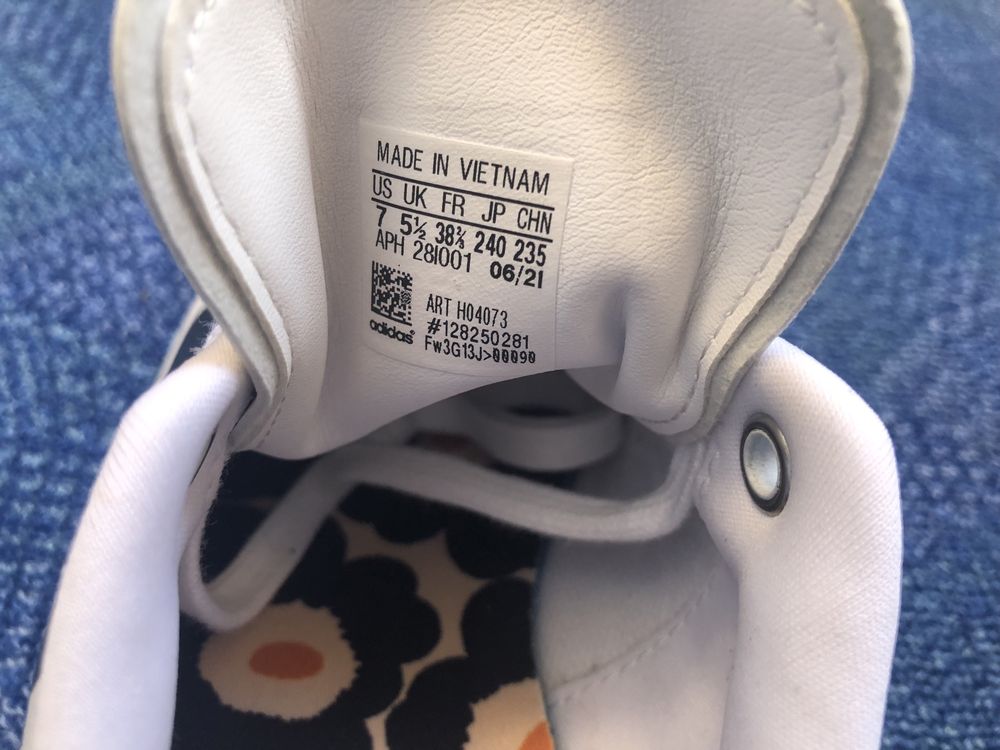 MADE IN VIETNAM
US UK FR JP CHN
7 5½ 38⅔ 240 235
APH 28I001 06/21
ART H04073
#128250281
adidas®
FW3G13J>00090